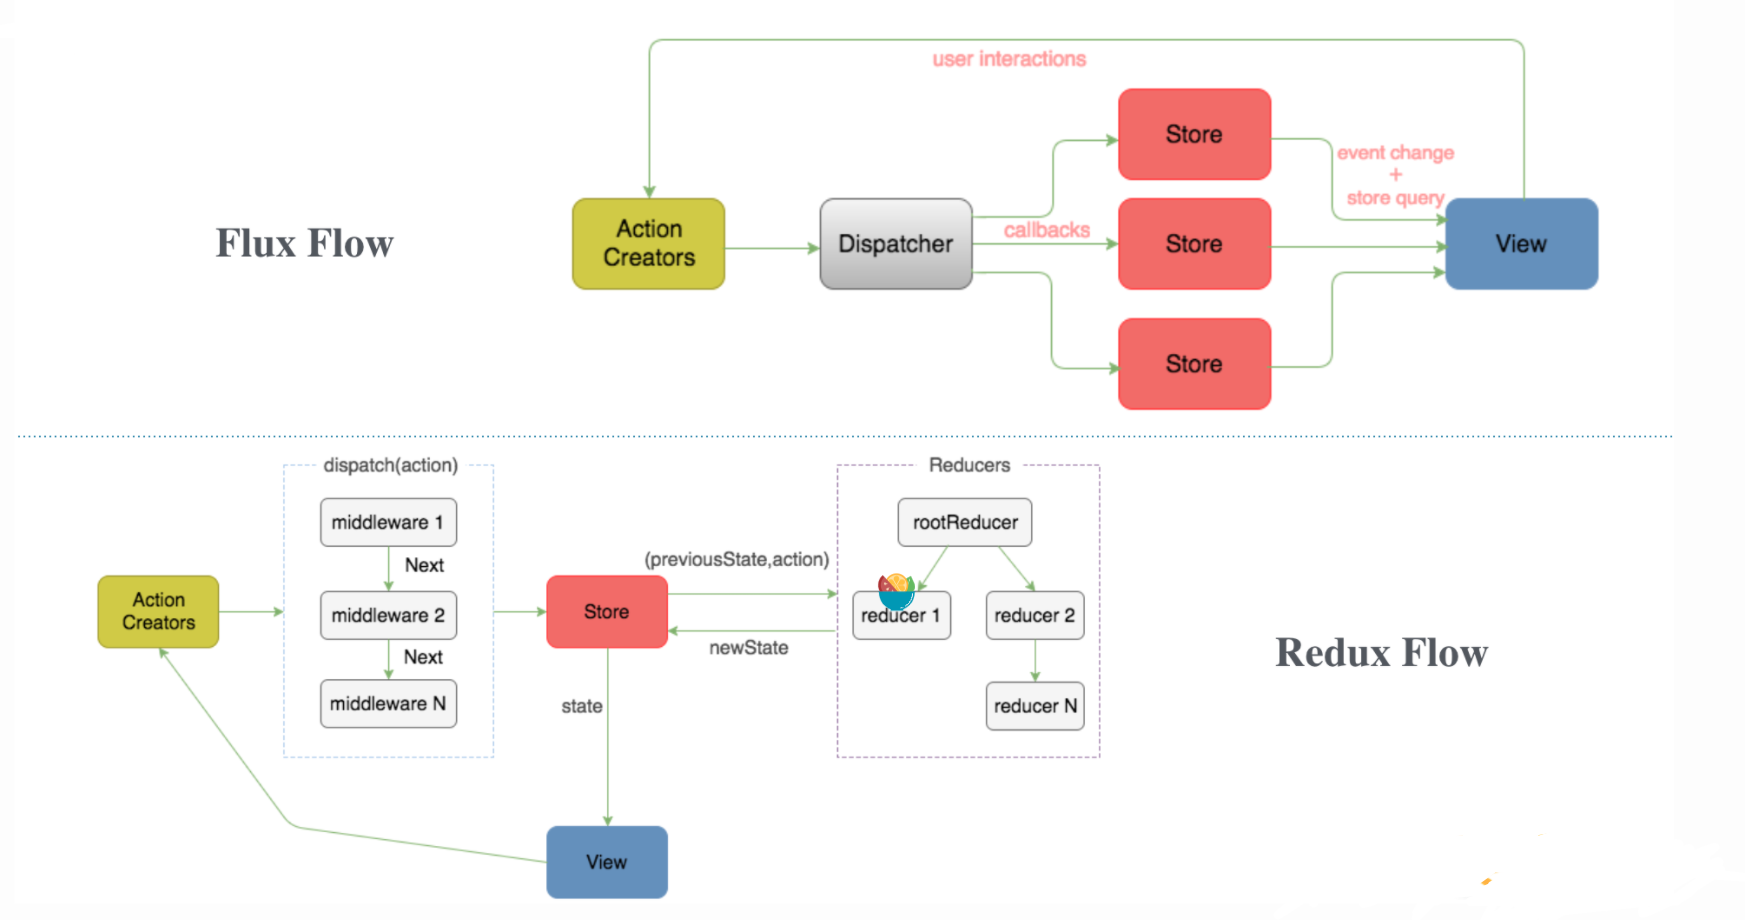 user interactions
Store
event change
+
store query
Action
Creators
Dispatcher
callbacks
Store
View
Flux Flow
Store
dispatch(action)
Reducers
middleware 1
rootReducer
Next
(previousState,action)
Action
Creators
middleware 2
Store
reducer 1
reducer 2
newState
Next
Redux Flow
middleware N
state
reducer N
View